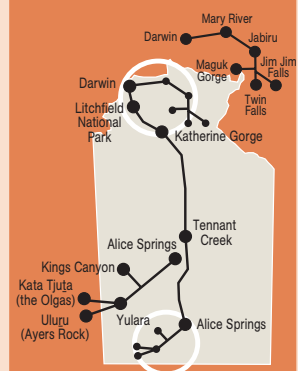 Mary River
Darwin
Jabiru
Maguk
Gorge
Jim Jim
Falls
Twin
Falls
Darwin
Litchfield
National
Park
Katherine Gorge
Tennant
Creek
Alice Springs
Kings Canyon
Kata Tjuṯa
(the Olgas)
Uluṟu
(Ayers Rock)
Yulara
Alice Springs